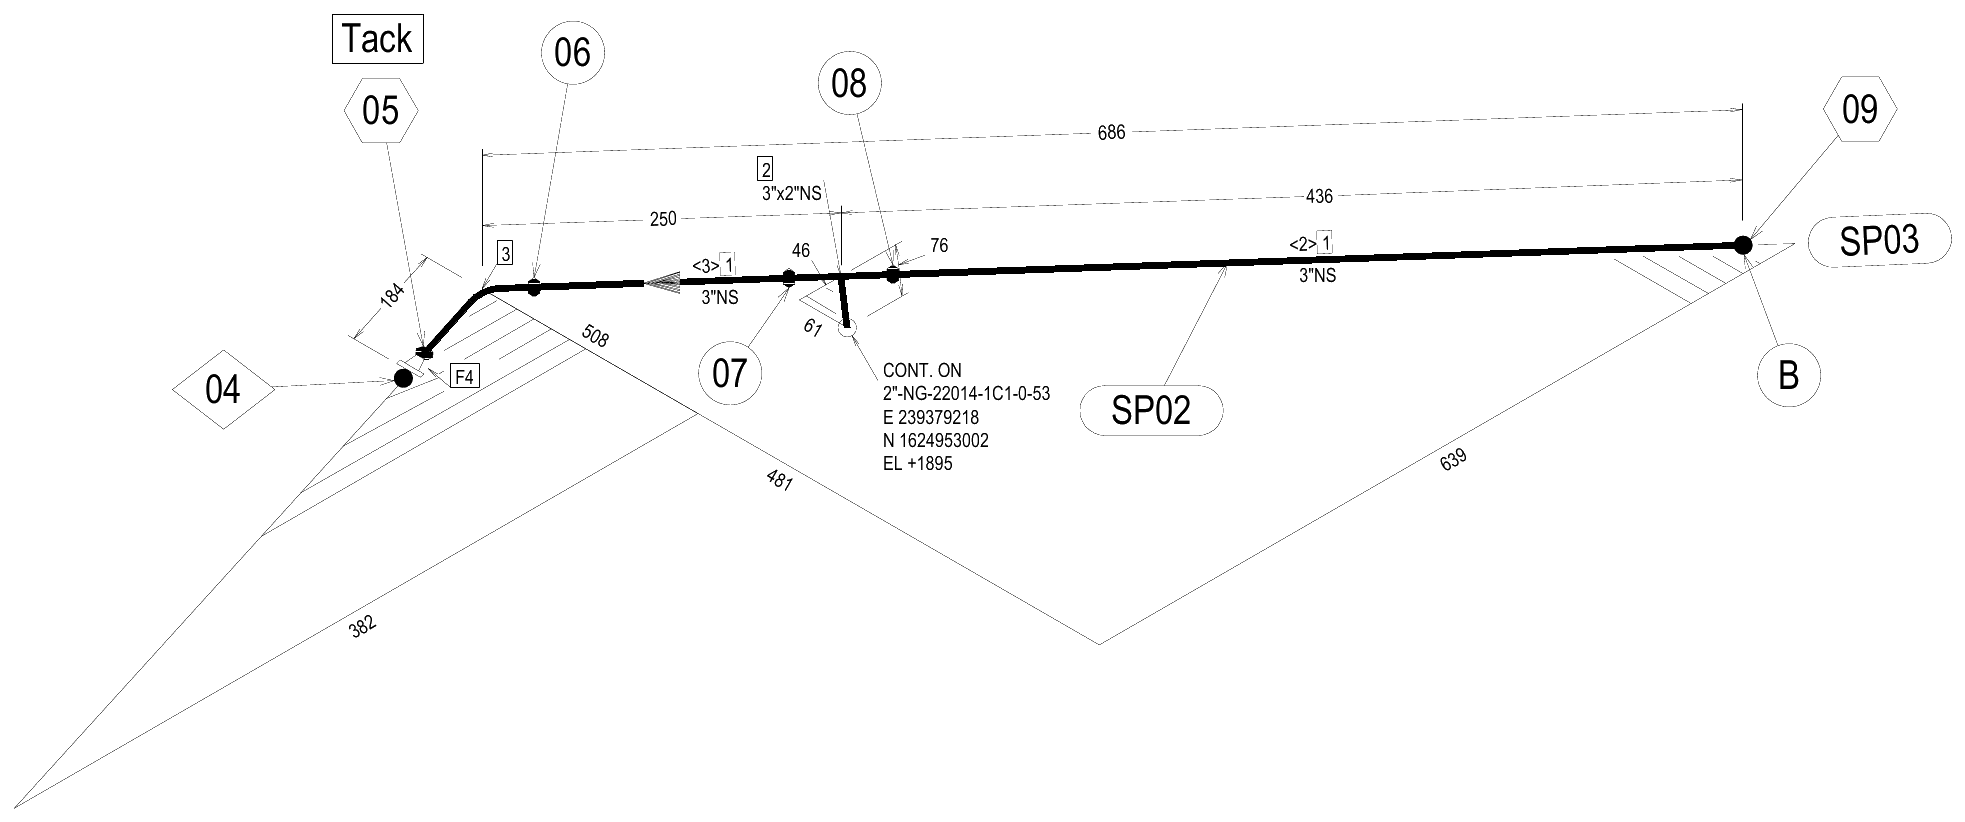 Tack
06
08
09
05
686
2
3"x2"NS
436
250
SP03
46
76
<2> 1
3"NS
3
<3> 1
3"NS
184
61
508
07
CONT. ON
2"-NG-22014-1C1-0-53
E 239379218
N 1624953002
EL +1895
B
04
F4
SP02
481
639
382